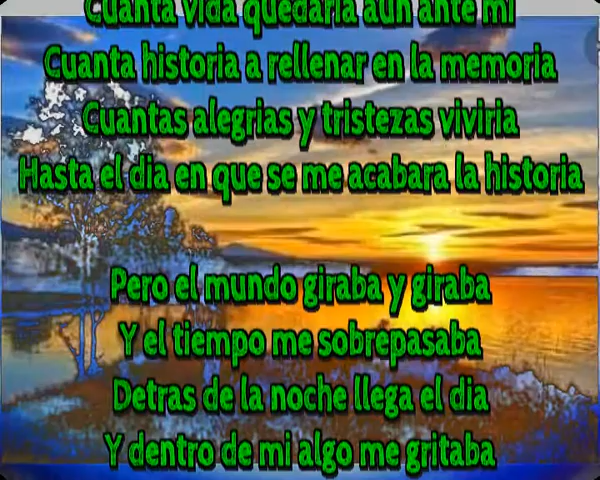 Cuanta vida quedaria aun ante mi
Cuanta historia a rellenar en la memoria
Cuantas alegrias y tristezas viviria
Hasta el dia en que se me acabara la historia
Pero el mundo giraba y giraba
Y el tiempo me sobrepasaba
Detras de la noche llega el dia
Y dentro de mi algo me gritaba